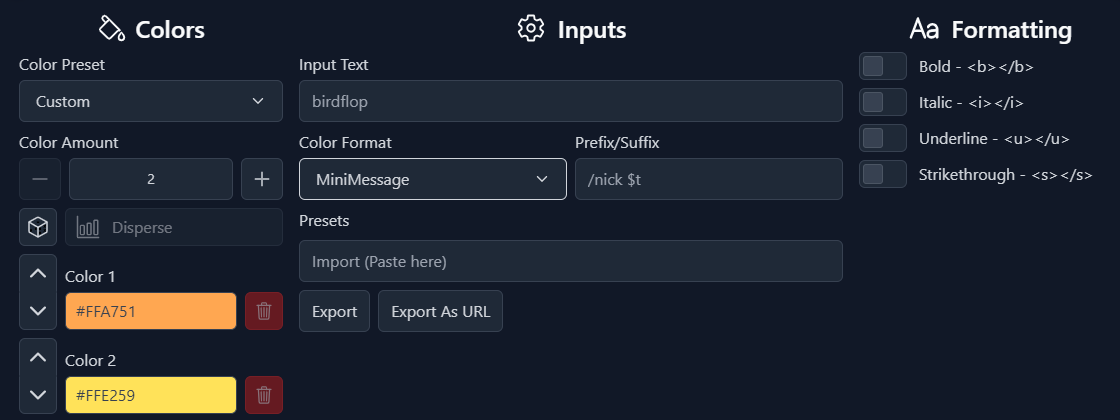 Colors
Color Preset
Custom
Color Amount
2
Disperse
Color 1
#FFA751
Color 2
#FFE259
Inputs
Input Text
birdflop
Color Format
MiniMessage
Prefix/Suffix
/nick $t
Presets
Import (Paste here)
Export
Export As URL
Aa Formatting
Bold - <b></b>
Italic - <i></i>
Underline - <u></u>
Strikethrough - <s></s>